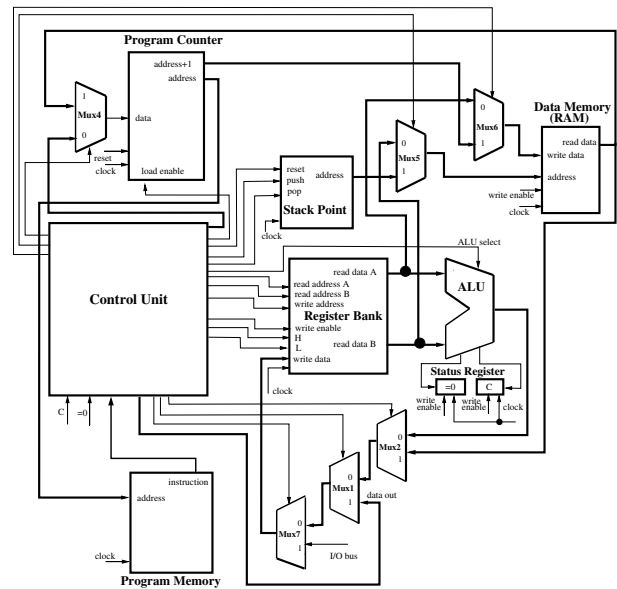 Program Counter
address+1
address
data
reset
clock
load enable
1
Mux4
0
reset
push
pop
address
Stack Point
clock
0
Mux5
1
0
Mux6
1
Data Memory
(RAM)
read data
write data
address
write enable
clock
Control Unit
C
=0
read data A
read address A
read address B
write address
Register Bank
write enable
H
L
write data
read data B
clock
ALU select
ALU
Status Register
=0
C
write
enable
write
enable
clock
0
Mux2
1
0
Mux1
1
data out
0
Mux7
1
I/O bus
instruction
address
clock
Program Memory